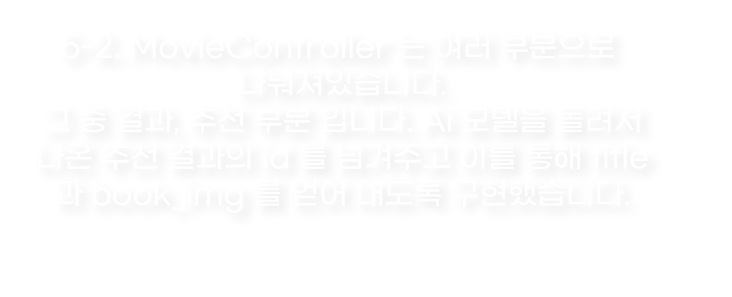 6-2. MovieController 는 여러 부분으로
나눠져있습니다.
그 중 결과, 추천 부분 입니다. AI 모델을 돌려서
나온 추천 결과의 id 를 넘겨주고 이를 통해 title
과 book_img 를 얻어 내도록 구현했습니다.